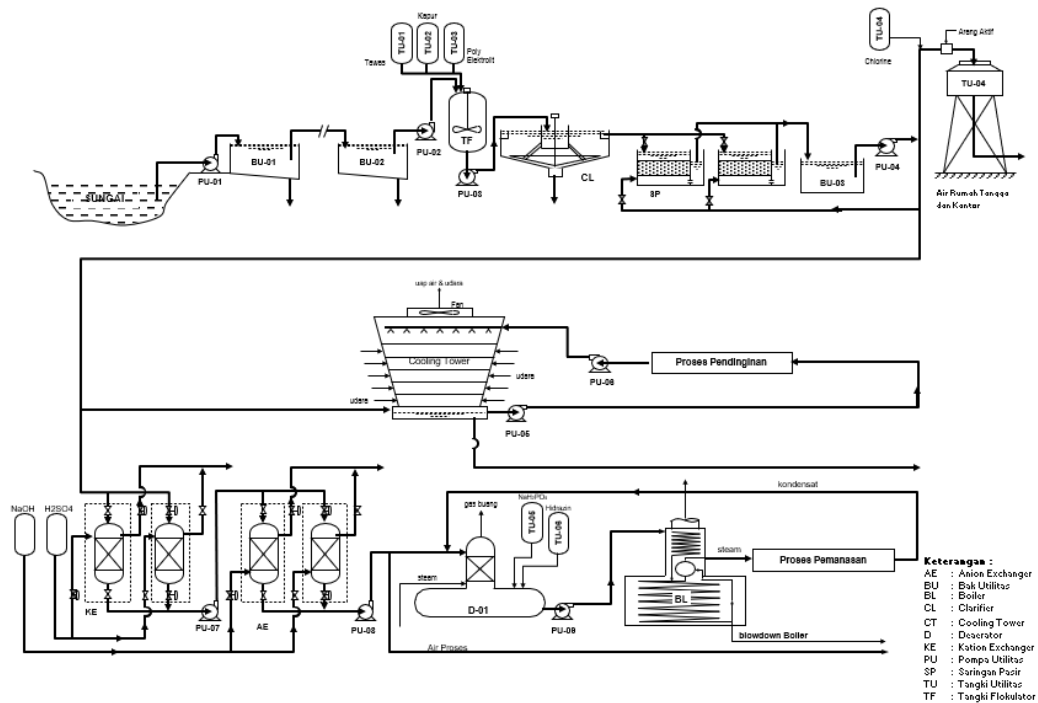 Kapur
TU-01
TU-02
TU-03
Tawas
Poly
Elektrolit
TU-04
Chlorine
Areng Aktif
TU-04
SUNGAI
PU-01
BU-01
BU-02
PU-02
TF
PU-03
CL
SP
BU-03
PU-04
Air Rumah Tangga
dan Kantor
uap air & udara
Fan
Cooling Tower
udara
udara
PU-05
PU-06
Proses Pendinginan
NaOH
H2SO4
KE
PU-07
AE
PU-08
gas buang
NaH2PO4
TU-05
Hidrazin
TU-06
steam
D-01
PU-09
Air Proses
kondensat
steam
Proses Pemanasan
BL
blowdown Boiler
Keterangan :
AE : Anion Exchanger
BU : Bak Utilitas
BL : Boiler
CL : Clarifier
CT : Cooling Tower
D : Deaerator
KE : Kation Exchanger
PU : Pompa Utilitas
SP : Saringan Pasir
TU : Tangki Utilitas
TF : Tangki Flokulator